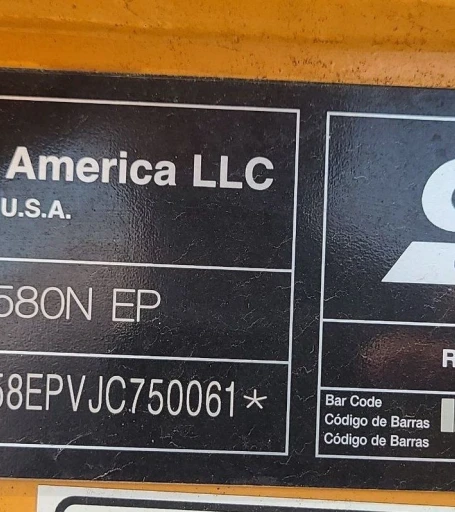 America LLC
U.S.A.
580N EP
58EPVJC750061*
R
Bar Code
Código de Barras
Código de Barras